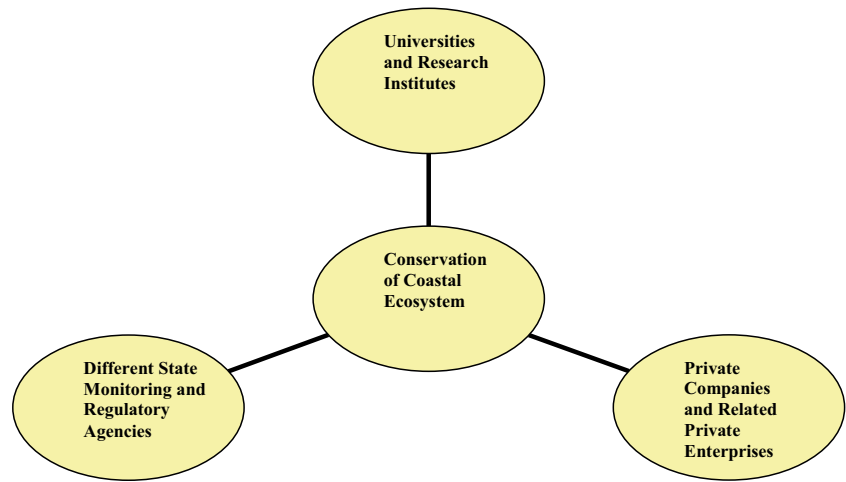 Universities
and Research
Institutes
Conservation
of Coastal
Ecosystem
Different State
Monitoring and
Regulatory
Agencies
Private
Companies
and Related
Private
Enterprises